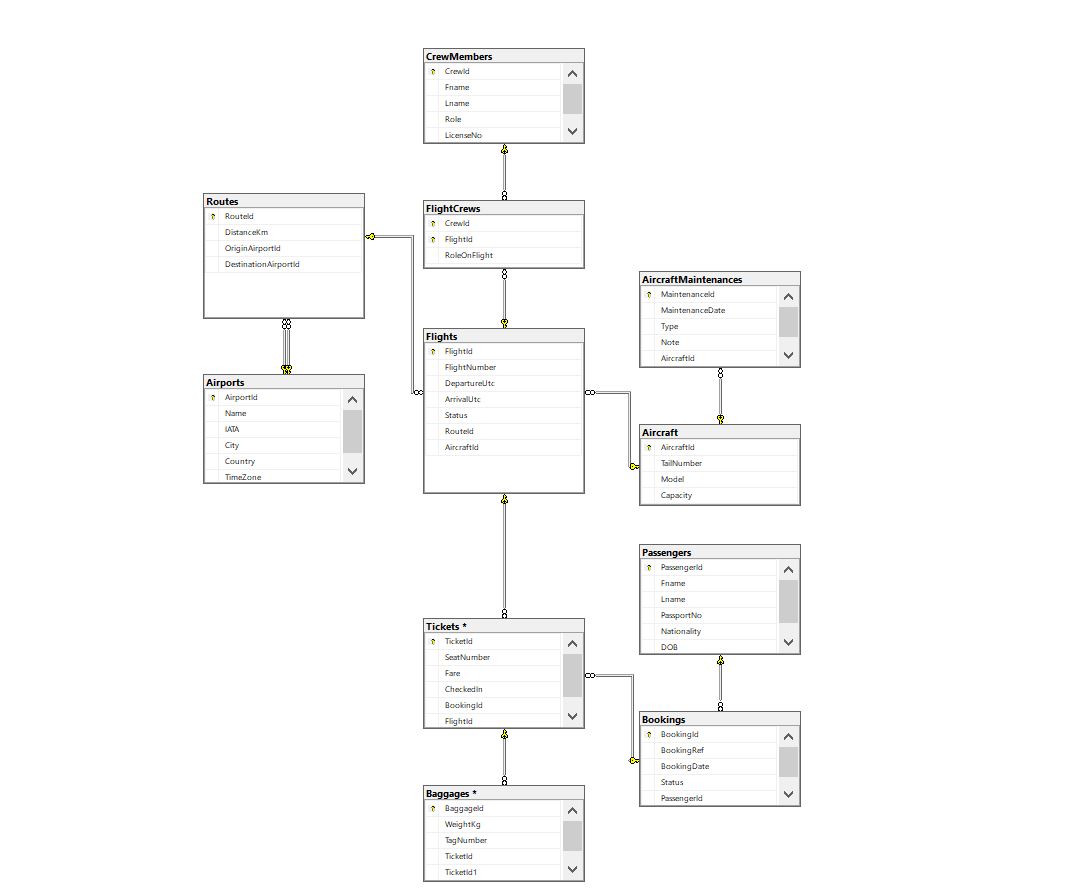 CrewMembers
CrewId
Fname
Lname
Role
LicenseNo
Routes
RouteId
DistanceKm
OriginAirportId
DestinationAirportId
FlightCrews
CrewId
FlightId
RoleOnFlight
AircraftMaintenances
MaintenanceId
MaintenanceDate
Type
Note
AircraftId
Flights
FlightId
FlightNumber
DepartureUtc
ArrivalUtc
Status
RouteId
AircraftId
Airports
AirportId
Name
IATA
City
Country
TimeZone
Aircraft
AircraftId
TailNumber
Model
Capacity
Passengers
PassengerId
Fname
Lname
PassportNo
Nationality
DOB
Tickets *
TicketId
SeatNumber
Fare
CheckedIn
BookingId
FlightId
Bookings
BookingId
BookingRef
BookingDate
Status
PassengerId
Baggages *
BaggageId
WeightKg
TagNumber
TicketId
TicketId1